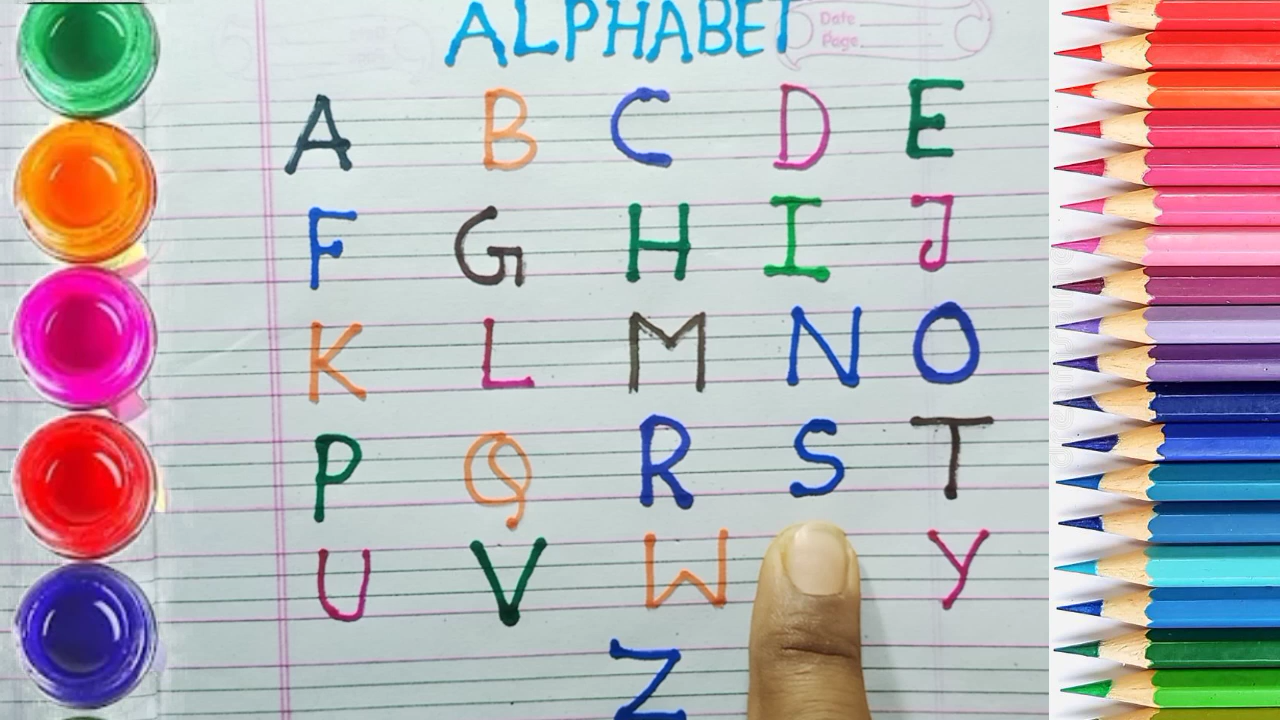 ALPHABET
Date
Page
A B C D E
F G H I J
K L M N O
P Q R S T
U V W Y
Z